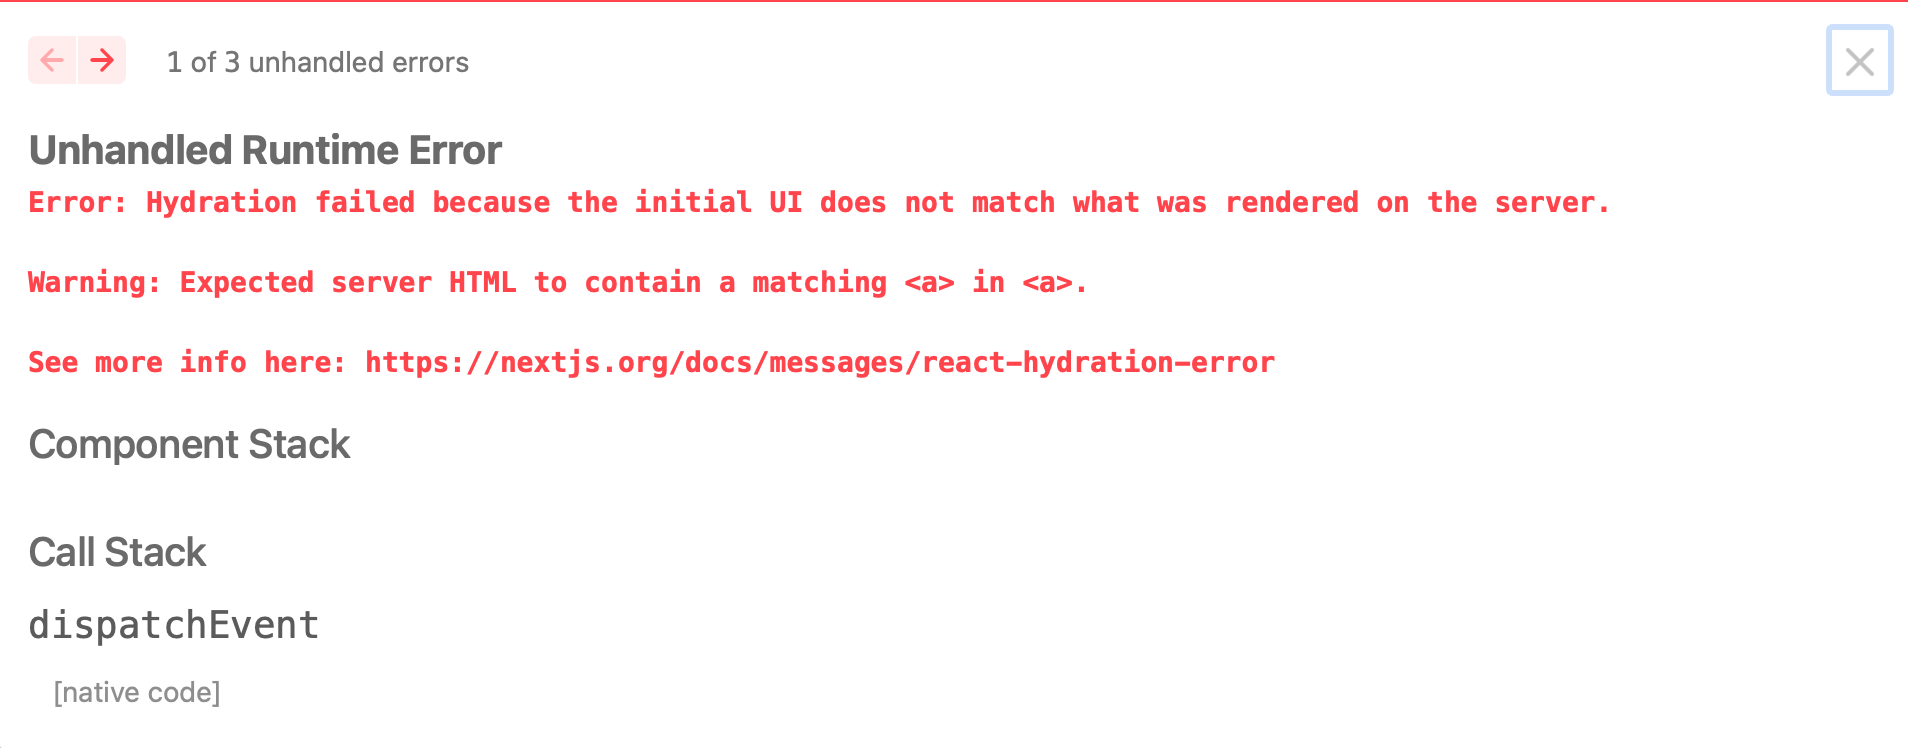 1 of 3 unhandled errors
Unhandled Runtime Error
Error: Hydration failed because the initial UI does not match what was rendered on the server.
Warning: Expected server HTML to contain a matching <a> in <a>.
See more info here: https://nextjs.org/docs/messages/react-hydration-error
Component Stack
Call Stack
dispatchEvent
[native code]